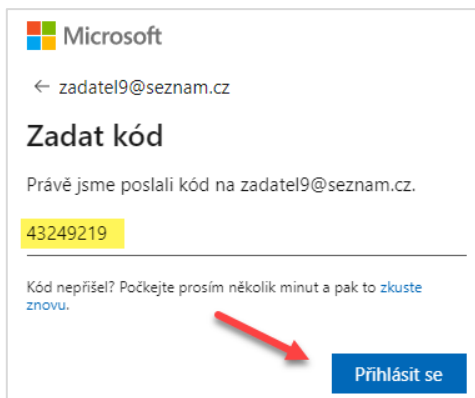 Microsoft
← zadatel9@seznam.cz
Zadat kód
Právě jsme poslali kód na zadatel9@seznam.cz.
43249219
Kód nepřišel? Počkejte prosím několik minut a pak to zkuste
znovu.
Přihlásit se